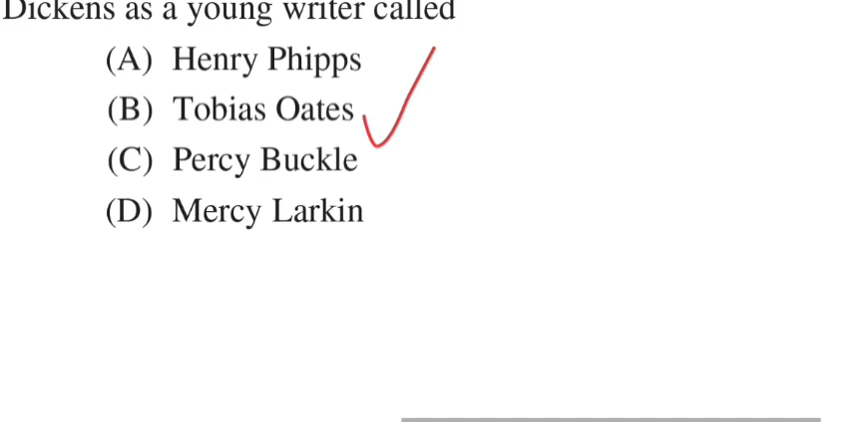 Dickens as a young writer called
(A) Henry Phipps
(B) Tobias Oates
(C) Percy Buckle
(D) Mercy Larkin